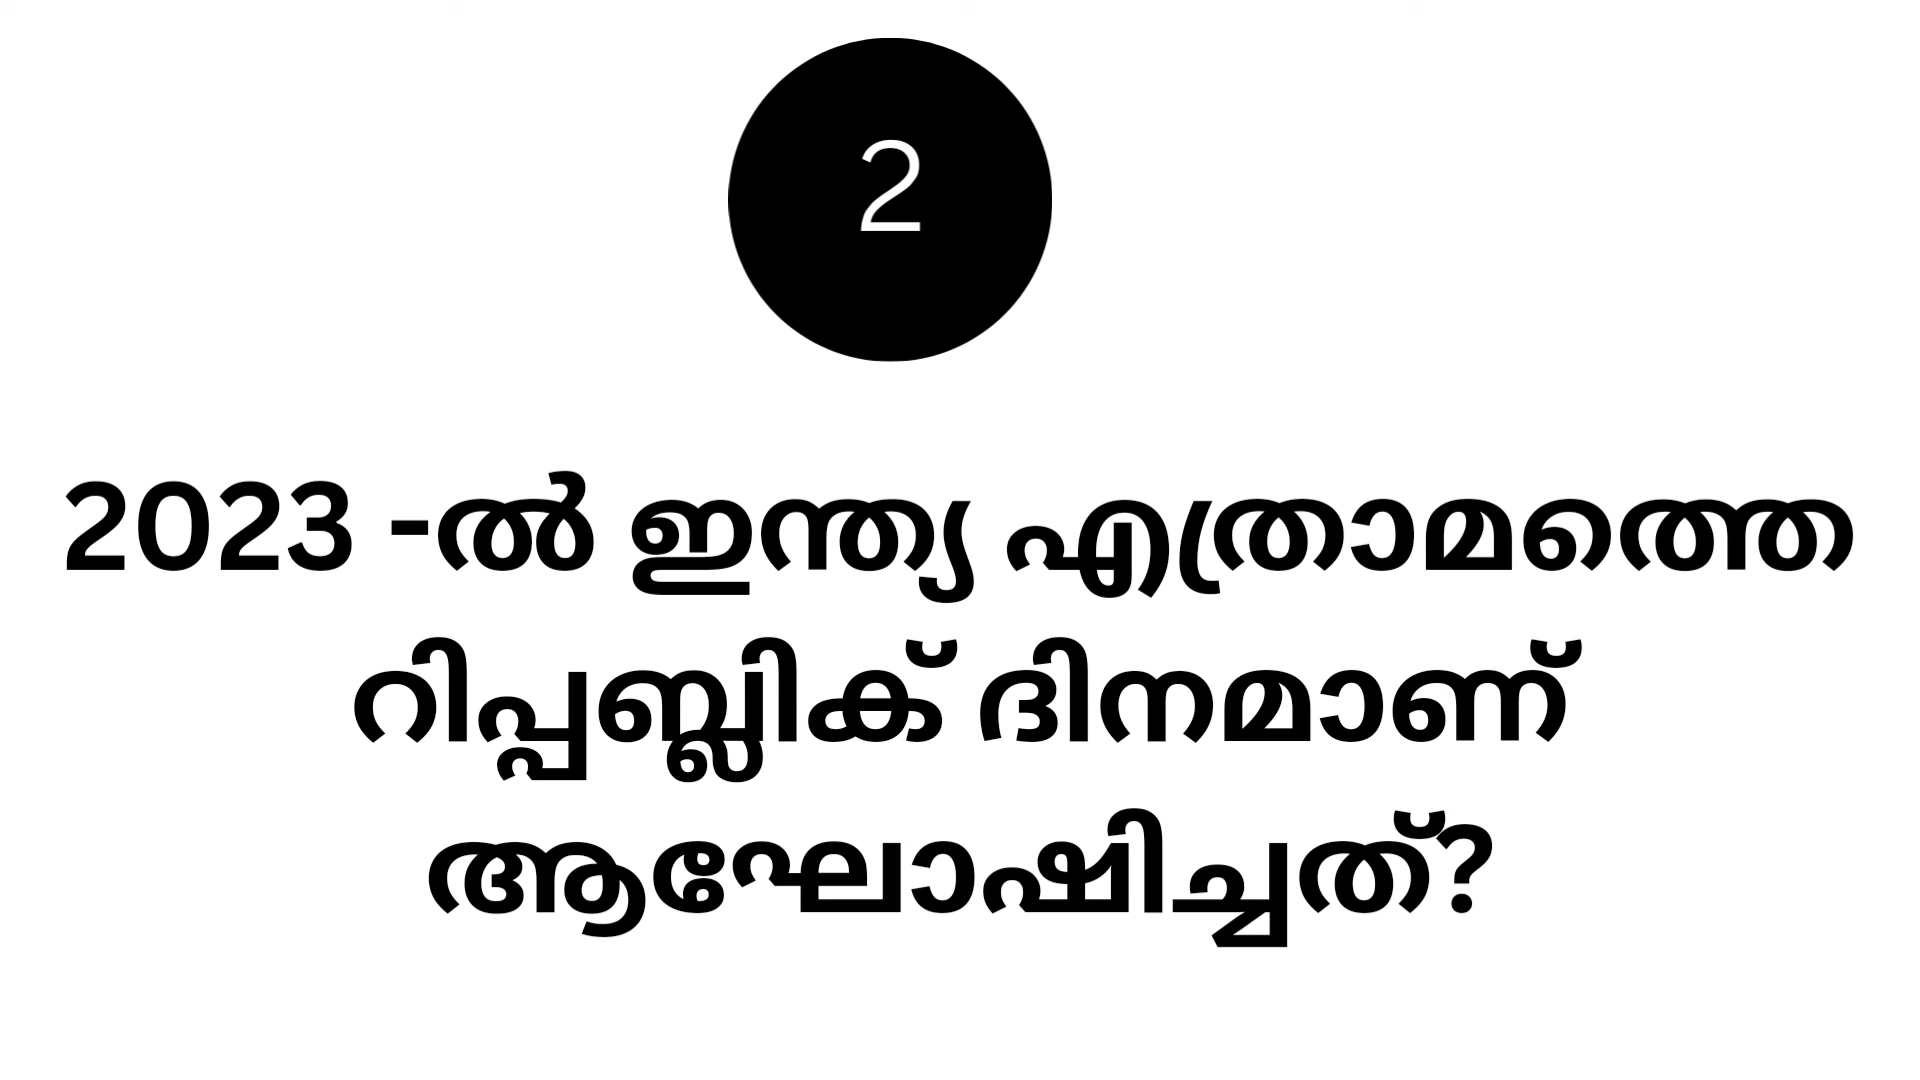 2
2023 -ൽ ഇന്ത്യ എത്രാമത്തെ
റിപ്പബ്ലിക് ദിനമാണ്
ആഘോഷിച്ചത്?